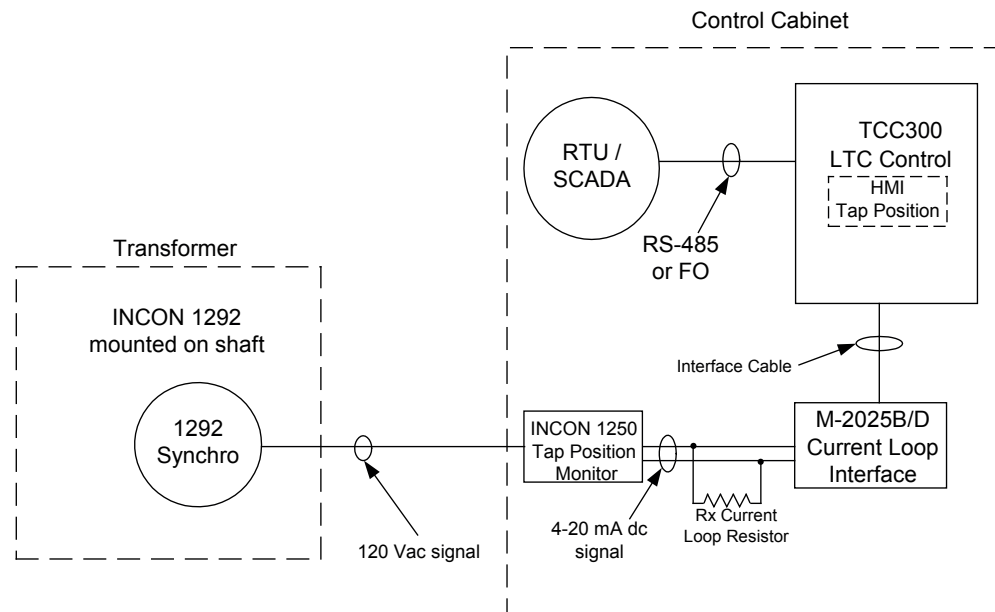 Control Cabinet
RTU /
SCADA
TCC300
LTC Control
HMI
Tap Position
RS-485
or FO
Transformer
INCON 1292
mounted on shaft
Interface Cable
1292
Synchro
INCON 1250
Tap Position
Monitor
M-2025B/D
Current Loop
Interface
120 Vac signal
4-20 mA dc
signal
Rx Current
Loop Resistor